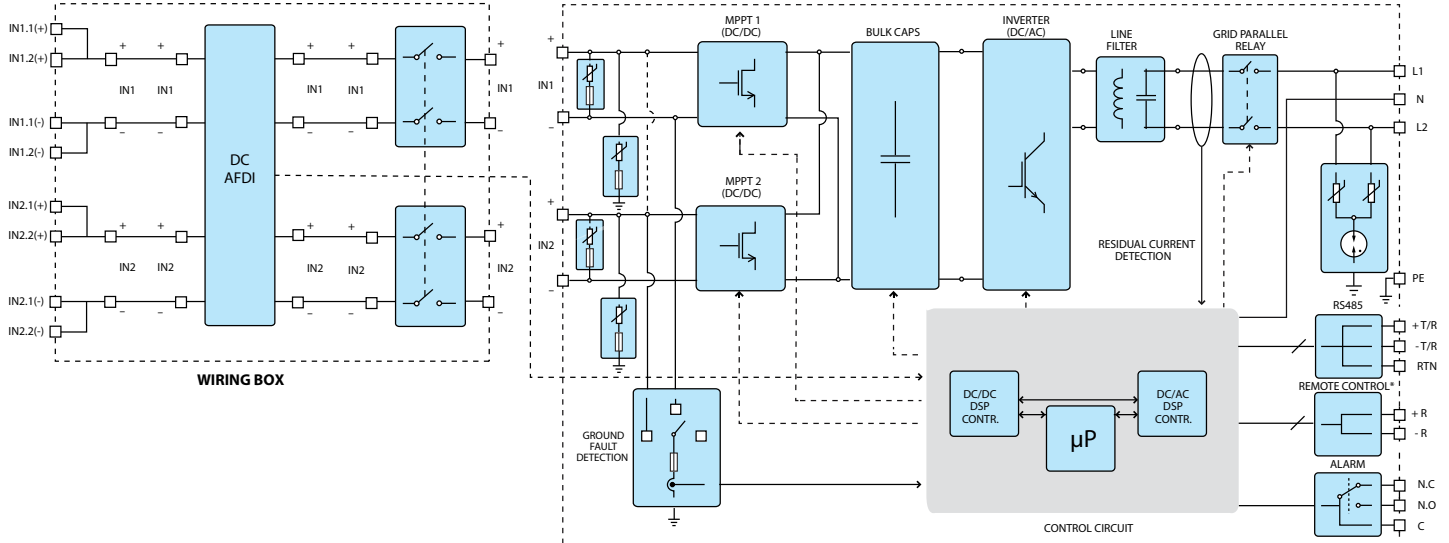 IN1.1(+)
IN1.2(+)
IN1.1(-)
IN1.2(-)
IN2.1(+)
IN2.2(+)
IN2.1(-)
IN2.2(-)
+ + + + +
IN1 IN1 IN1 IN1 IN1
– – – – –
DC
AFDI
+ + + + +
IN2 IN2 IN2 IN2 IN2
– – – – –
WIRING BOX
+
IN1
–
+
IN2
–
MPPT 1
(DC/DC)
MPPT 2
(DC/DC)
BULK CAPS
INVERTER
(DC/AC)
LINE
FILTER
GRID PARALLEL
RELAY
RESIDUAL CURRENT
DETECTION
L1
N
L2
PE
GROUND
FAULT
DETECTION
DC/DC
DSP
CONTR.
µP
DC/AC
DSP
CONTR.
CONTROL CIRCUIT
RS485
+ T/R
- T/R
RTN
REMOTE CONTROL*
+ R
- R
ALARM
N.C
N.O
C